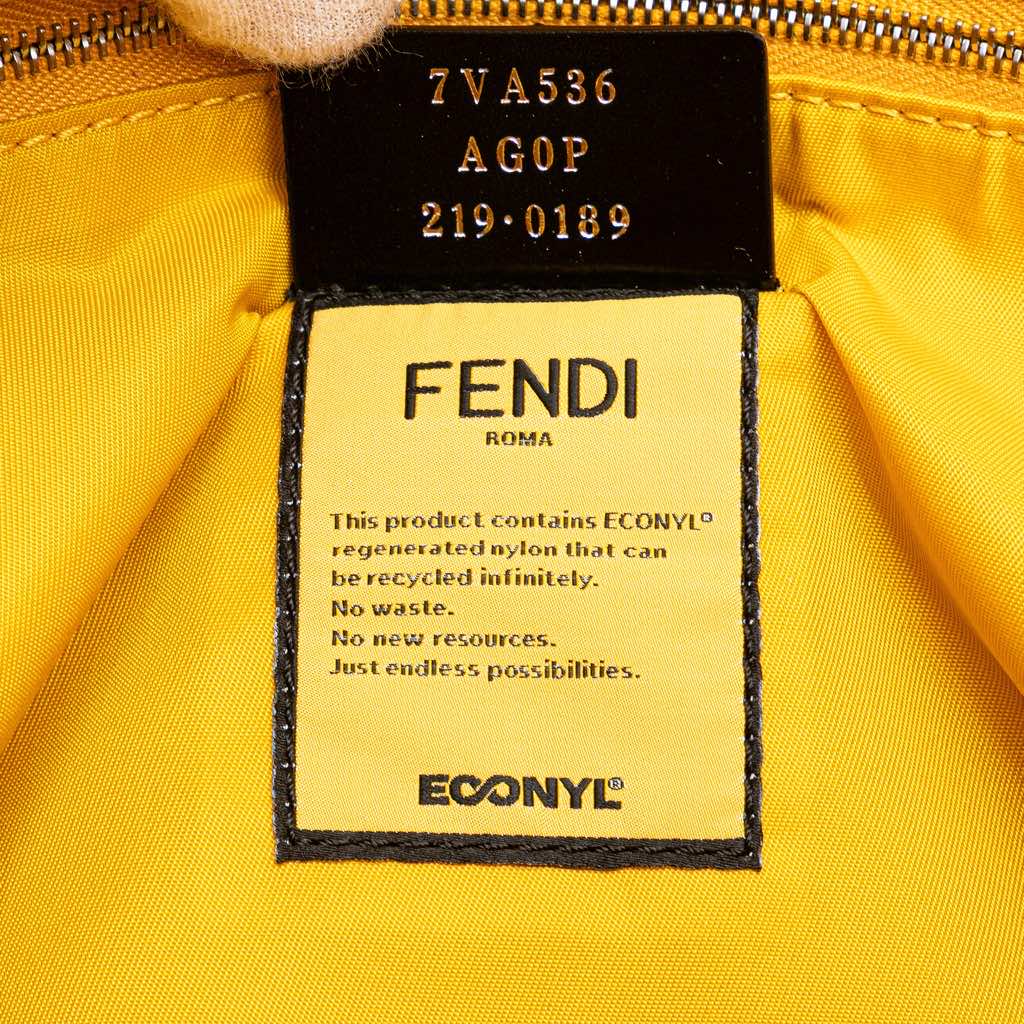 7VA536
AG0P
219·0189
FENDI
ROMA
This product contains ECONYL®
regenerated nylon that can
be recycled infinitely.
No waste.
No new resources.
Just endless possibilities.
ECONYL®